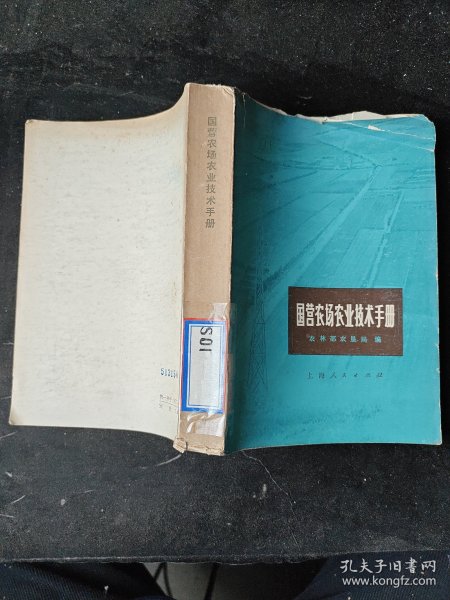 国营农场农业技术手册
国营农场农业技术手册
农林部农垦局 编
上海人民出版社
S01
孔夫子旧书网
www.kongfz.com